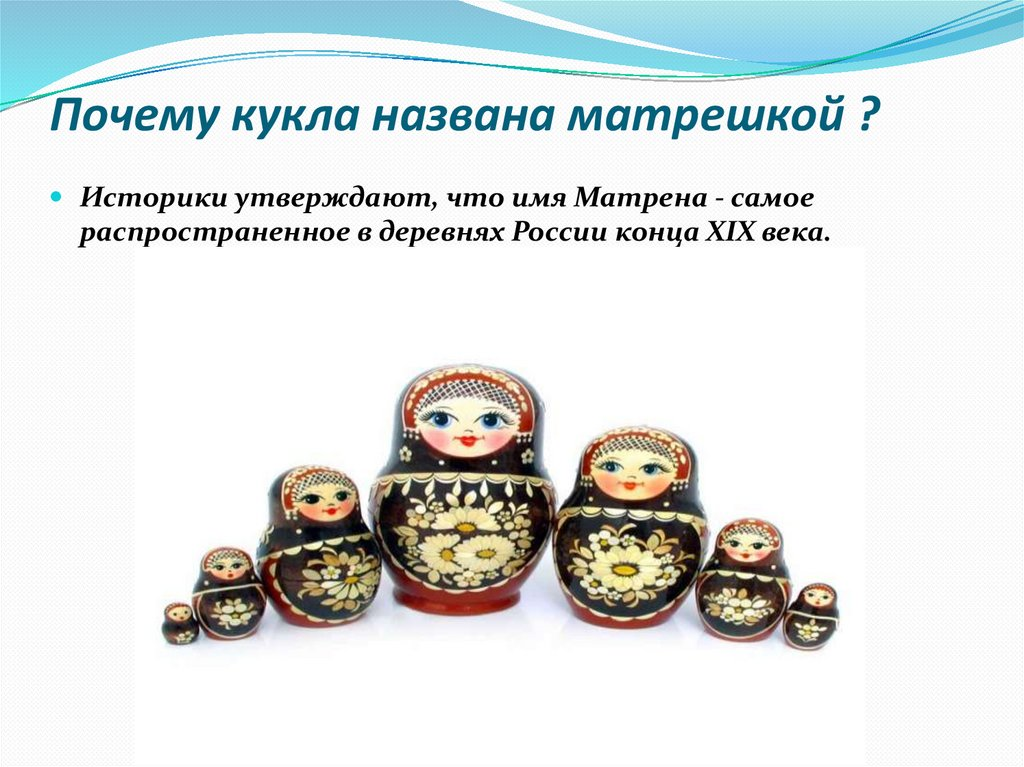 Почему кукла названа матрешкой ?
• Историки утверждают, что имя Матрена - самое
распространенное в деревнях России конца XIX века.